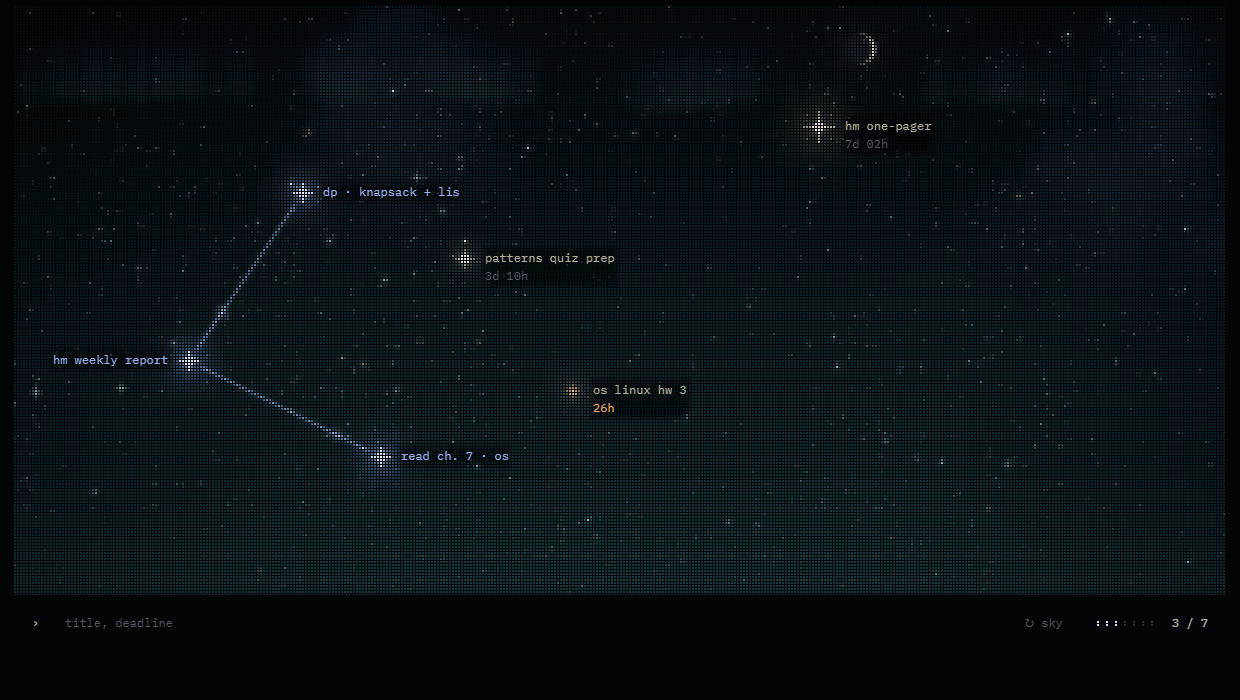 hm one-pager
7d 02h
dp · knapsack + lis
patterns quiz prep
3d 10h
hm weekly report
os linux hw 3
26h
read ch. 7 · os
› title, deadline
↻ sky
3 / 7